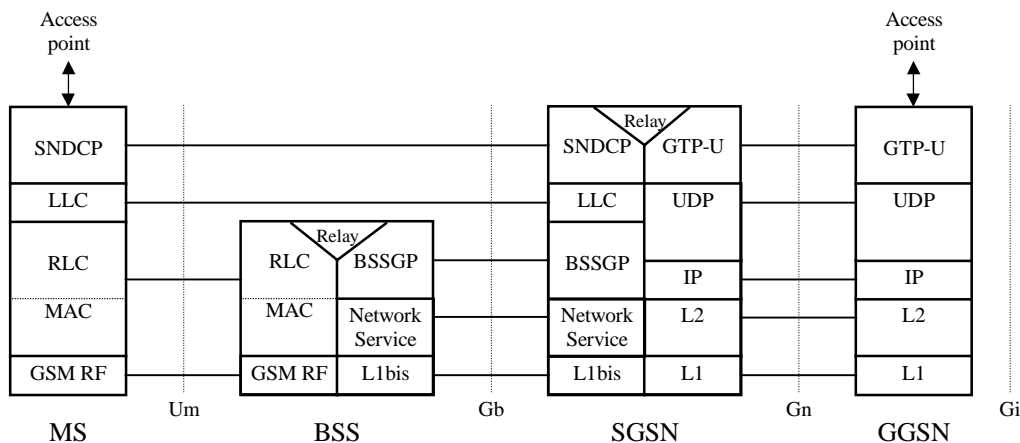 Access
point
Access
point
SNDCP
LLC
RLC
MAC
GSM RF
Relay
RLC
BSSGP
MAC
Network
Service
GSM RF
L1bis
Relay
SNDCP
GTP-U
LLC
UDP
BSSGP
IP
Network
Service
L2
L1bis
L1
GTP-U
UDP
IP
L2
L1
Um
Gb
Gn
Gi
MS
BSS
SGSN
GGSN